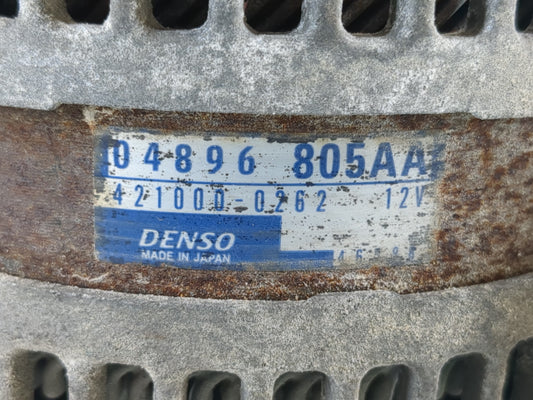 04896 805AA
421000-0262 12V
DENSO
MADE IN JAPAN